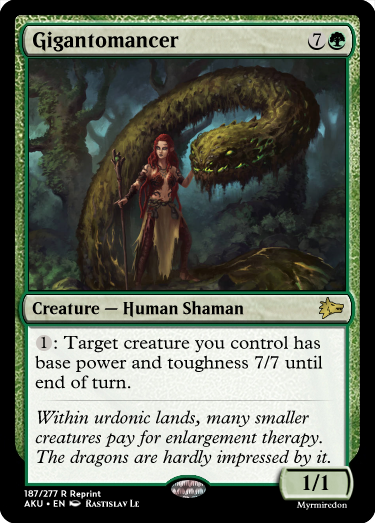 Gigantomancer 7
Creature — Human Shaman
1: Target creature you control has
base power and toughness 7/7 until
end of turn.
Within urdonic lands, many smaller
creatures pay for enlargement therapy.
The dragons are hardly impressed by it.
1/1
187/277 R Reprint
AKU • EN Rastislav Le
Myrmiredon